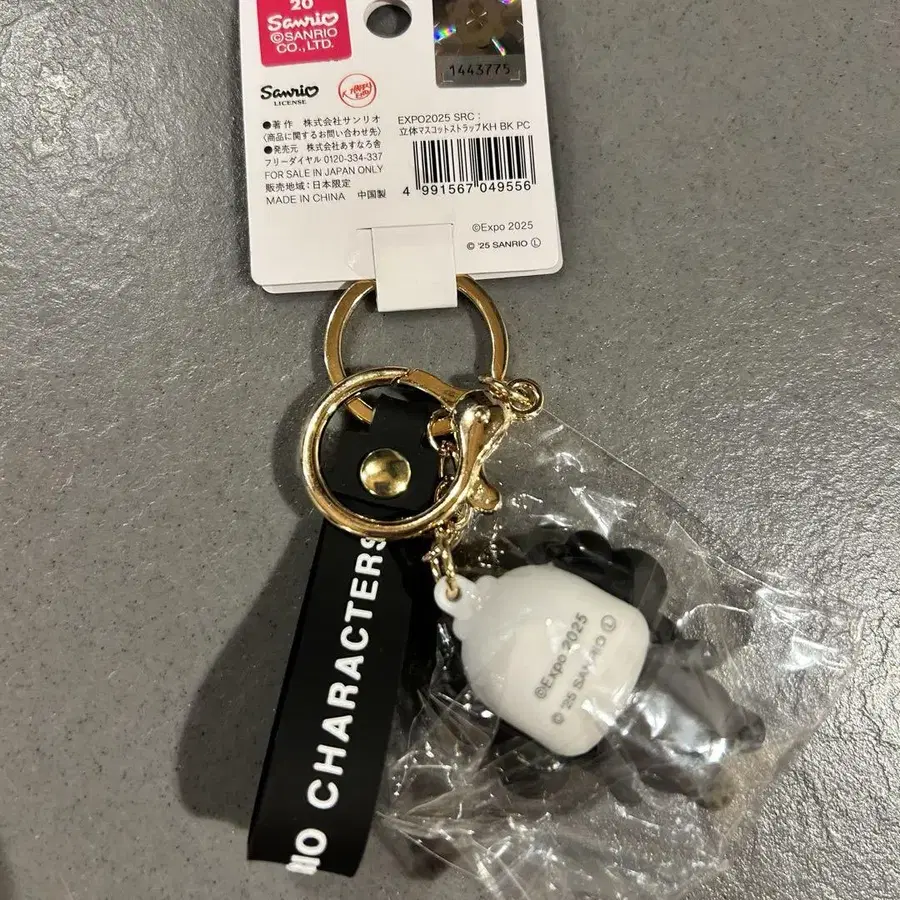 20
Sanrio
©SANRIO
CO., LTD.
1443775
Sanrio
LICENSE
●著作 株式会社サンリオ
〈商品に関するお問い合わせ先〉
●発売元 株式会社あすなろ舎
フリーダイヤル 0120-334-337
FOR SALE IN JAPAN ONLY
販売地域：日本限定
MADE IN CHINA 中国製
EXPO2025 SRC：
立体マスコットストラップKH BK PC
4 991567 049556
©Expo 2025
© '25 SANRIO Ⓛ
IO CHARACTERS
©Expo 2025
© '25 SANRIO Ⓛ